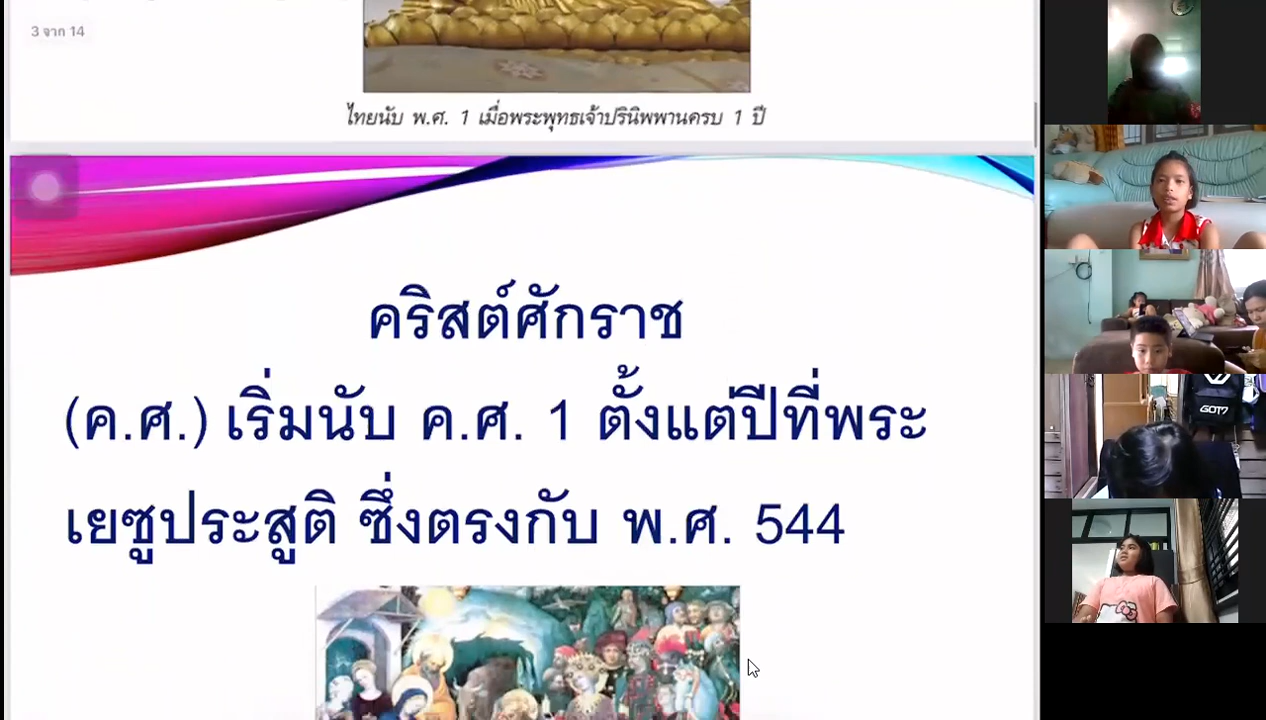 3 จาก 14
ไทยนับ พ.ศ. 1 เมื่อพระพุทธเจ้าปรินิพพานครบ 1 ปี
คริสต์ศักราช
(ค.ศ.) เริ่มนับ ค.ศ. 1 ตั้งแต่ปีที่พระ
เยซูประสูติ ซึ่งตรงกับ พ.ศ. 544
GOT7